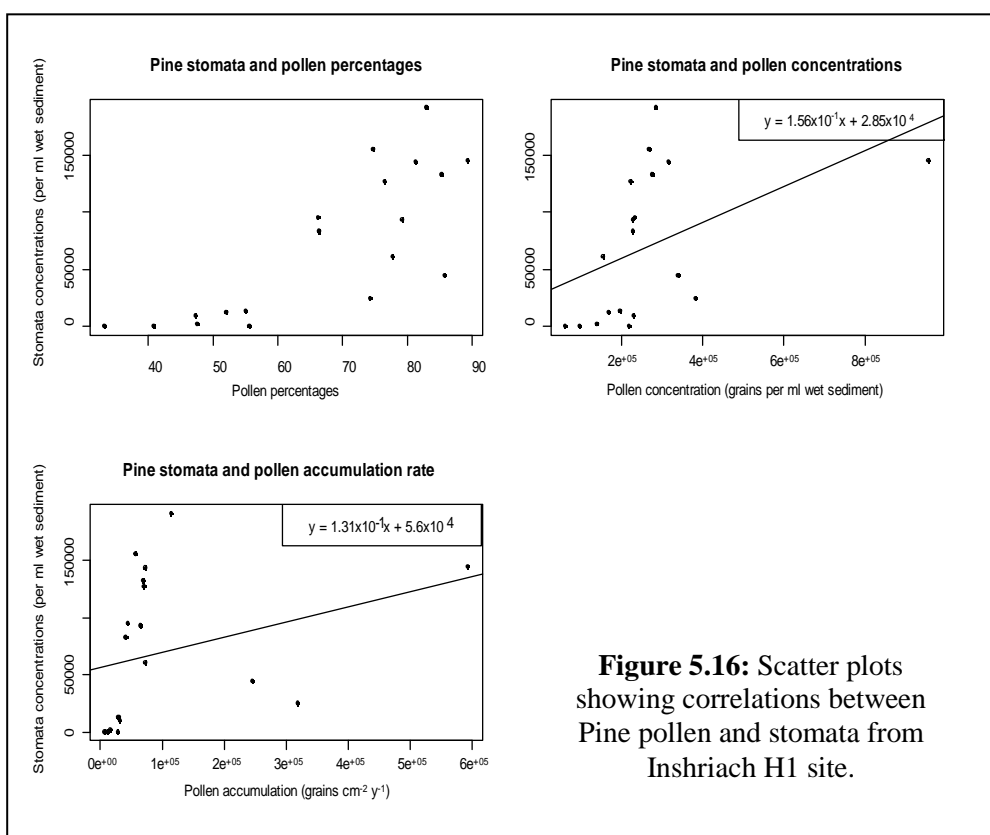 Pine stomata and pollen percentages
Stomata concentrations (per ml wet sediment)
0
50000
150000
40 50 60 70 80 90
Pollen percentages
Pine stomata and pollen concentrations
y = 1.56x10⁻¹x + 2.85x10⁴
0
50000
150000
2e⁺⁰⁵ 4e⁺⁰⁵ 6e⁺⁰⁵ 8e⁺⁰⁵
Pollen concentration (grains per ml wet sediment)
Pine stomata and pollen accumulation rate
Stomata concentrations (per ml wet sediment)
y = 1.31x10⁻¹x + 5.6x10⁴
0
50000
150000
0e⁺⁰⁰ 1e⁺⁰⁵ 2e⁺⁰⁵ 3e⁺⁰⁵ 4e⁺⁰⁵ 5e⁺⁰⁵ 6e⁺⁰⁵
Pollen accumulation (grains cm⁻² y⁻¹)
Figure 5.16: Scatter plots
showing correlations between
Pine pollen and stomata from
Inshriach H1 site.